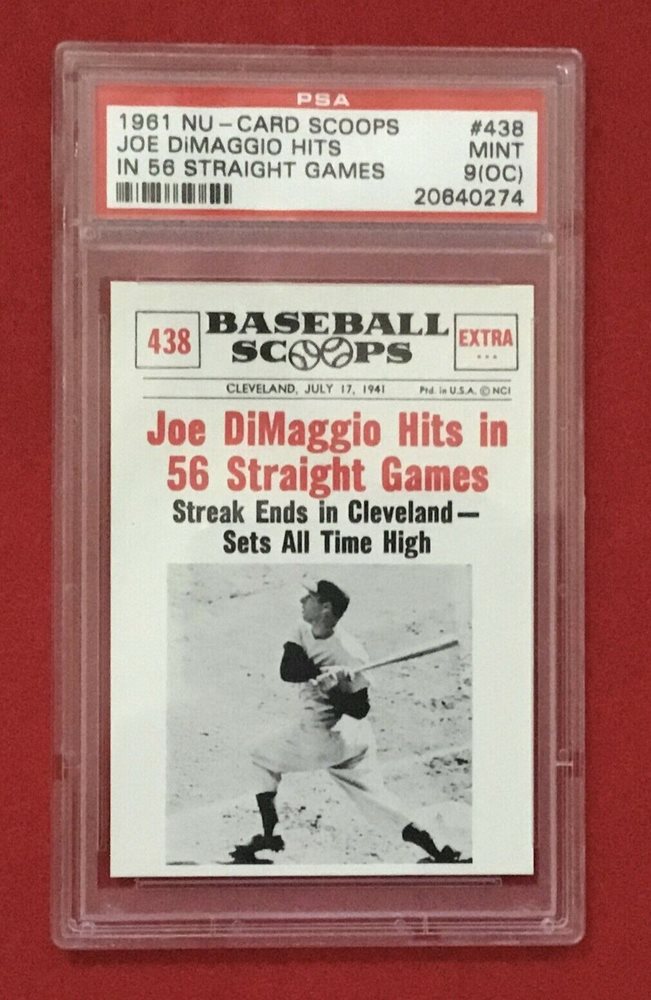 PSA
1961 NU-CARD SCOOPS #438
JOE DiMAGGIO HITS MINT
IN 56 STRAIGHT GAMES 9(OC)
20640274
438 BASEBALL EXTRA
SCOOPS
CLEVELAND, JULY 17, 1941 Ptd. in U.S.A. © NCI
Joe DiMaggio Hits in
56 Straight Games
Streak Ends in Cleveland—
Sets All Time High